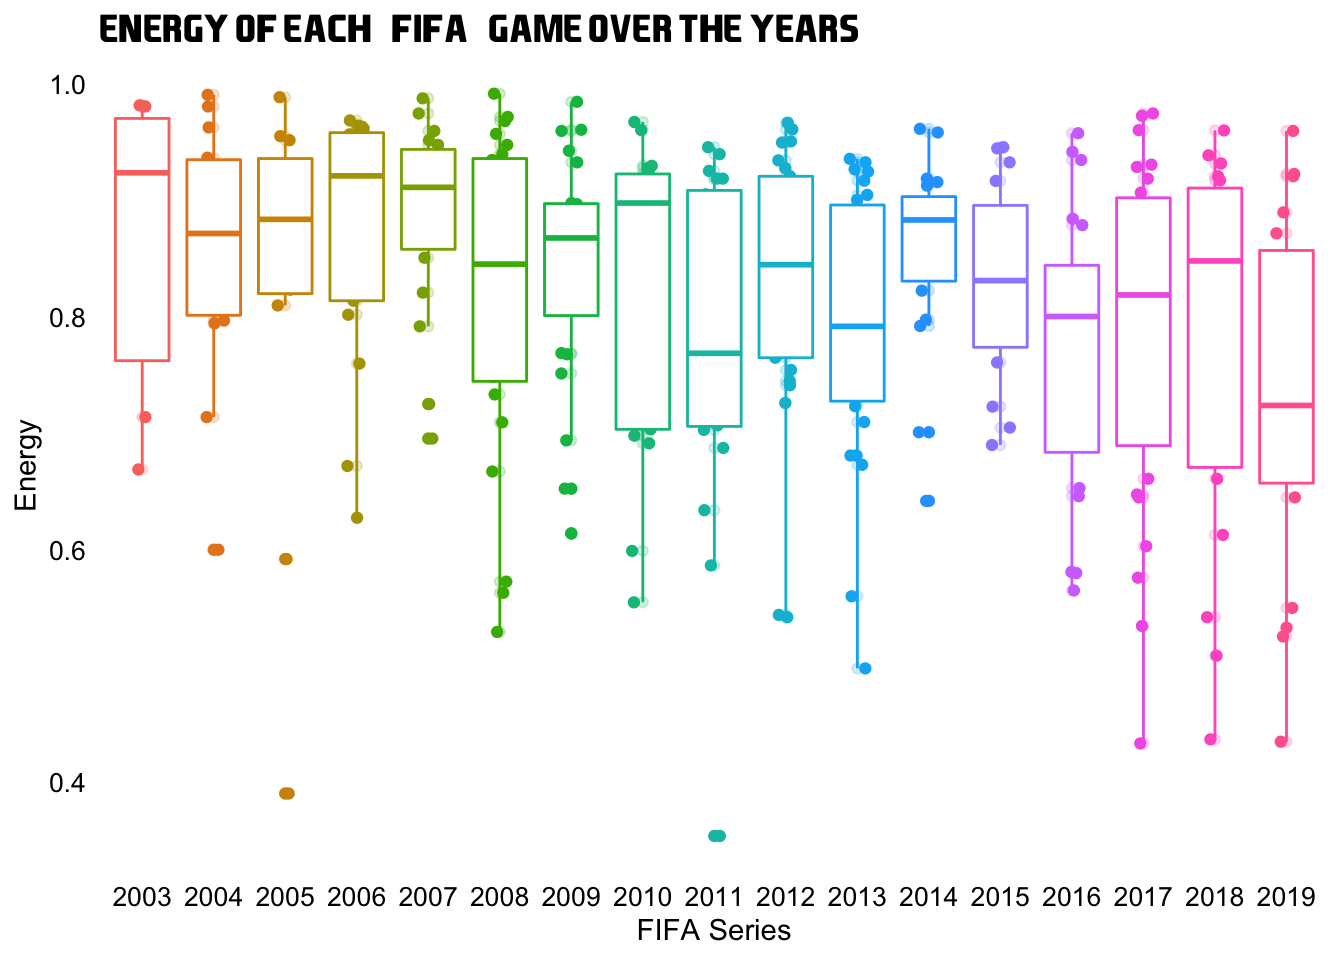 ENERGY OF EACH FIFA GAME OVER THE YEARS
1.0
0.8
0.6
0.4
Energy
2003 2004 2005 2006 2007 2008 2009 2010 2011 2012 2013 2014 2015 2016 2017 2018 2019
FIFA Series